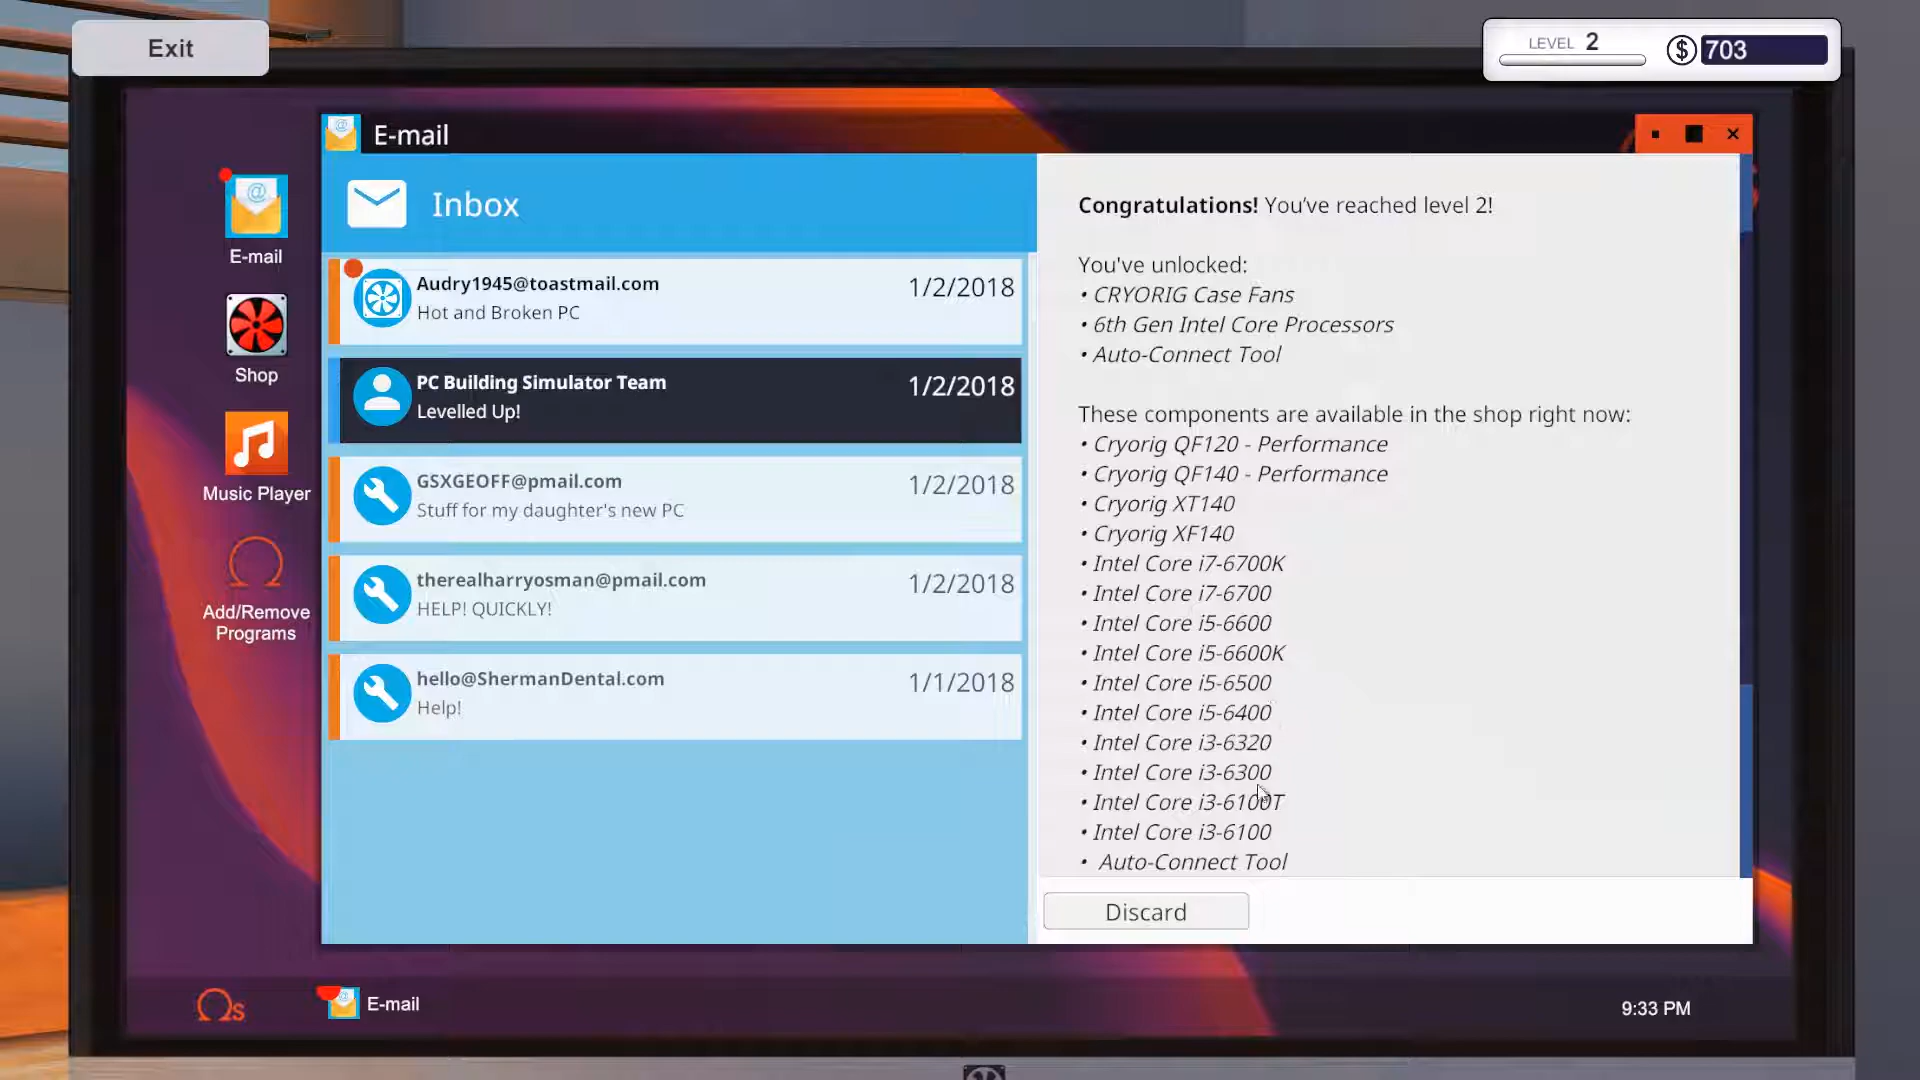 Exit
LEVEL 2
$ 703
E-mail
E-mail
Shop
Music Player
Add/Remove
Programs
Inbox
Audry1945@toastmail.com
1/2/2018
Hot and Broken PC
PC Building Simulator Team
1/2/2018
Levelled Up!
GSXGEOFF@pmail.com
1/2/2018
Stuff for my daughter's new PC
therealharryosman@pmail.com
1/2/2018
HELP! QUICKLY!
hello@ShermanDental.com
1/1/2018
Help!
Congratulations! You've reached level 2!
You've unlocked:
• CRYORIG Case Fans
• 6th Gen Intel Core Processors
• Auto-Connect Tool
These components are available in the shop right now:
• Cryorig QF120 - Performance
• Cryorig QF140 - Performance
• Cryorig XT140
• Cryorig XF140
• Intel Core i7-6700K
• Intel Core i7-6700
• Intel Core i5-6600
• Intel Core i5-6600K
• Intel Core i5-6500
• Intel Core i5-6400
• Intel Core i3-6320
• Intel Core i3-6300
• Intel Core i3-6100T
• Intel Core i3-6100
• Auto-Connect Tool
Discard
Ωs
E-mail
9:33 PM